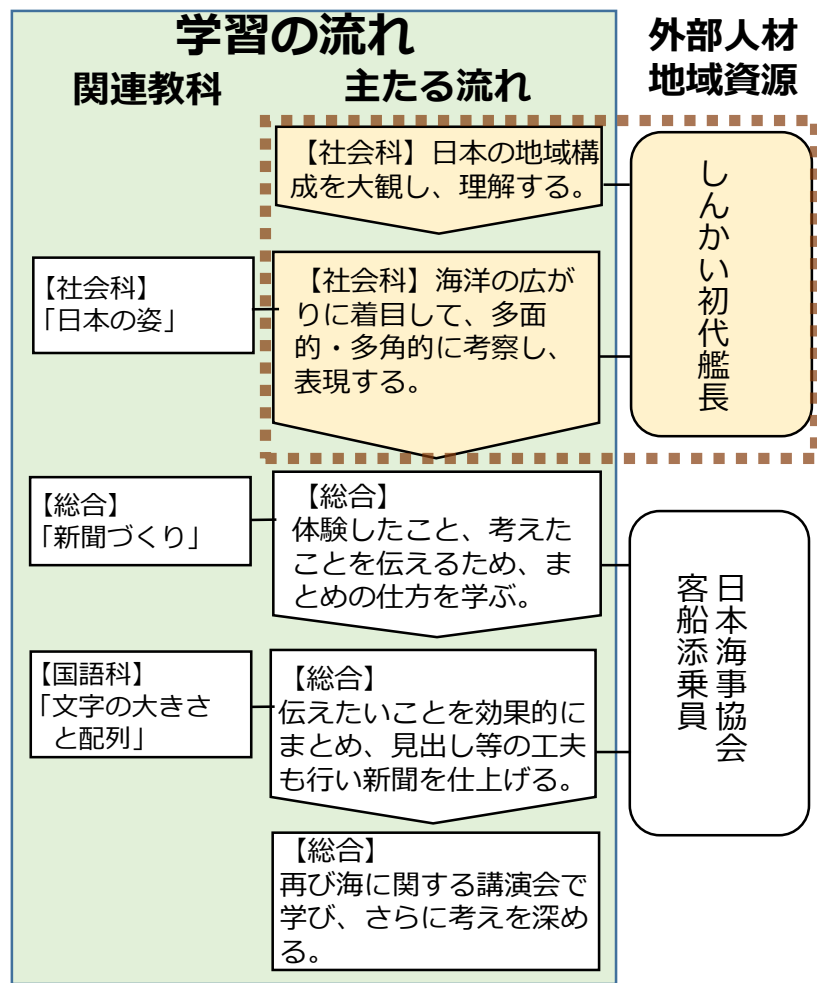 学習の流れ
関連教科
主たる流れ
外部人材
地域資源
【社会科】日本の地域構
成を大観し、理解する。
しんかい初代艦長
【社会科】
「日本の姿」
【社会科】海洋の広が
りに着目して、多面
的・多角的に考察し、
表現する。
【総合】
「新聞づくり」
【総合】
体験したこと、考えた
ことを伝えるため、ま
とめの仕方を学ぶ。
日本海事協会
客船添乗員
【国語科】
「文字の大きさ
と配列」
【総合】
伝えたいことを効果的に
まとめ、見出し等の工夫
も行い新聞を仕上げる。
【総合】
再び海に関する講演会で
学び、さらに考えを深め
る。